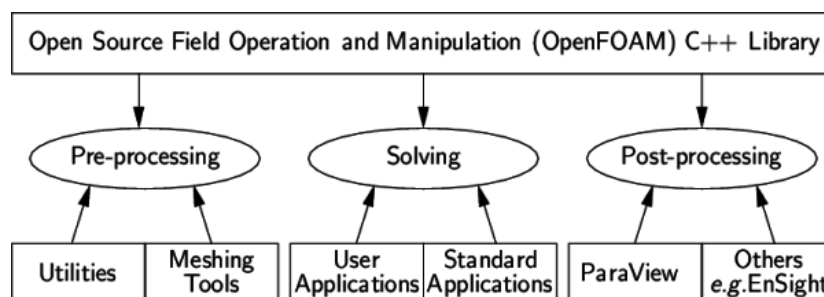 Open Source Field Operation and Manipulation (OpenFOAM) C++ Library
Pre-processing
Solving
Post-processing
Utilities
Meshing
Tools
User
Applications
Standard
Applications
ParaView
Others
e.g.EnSight